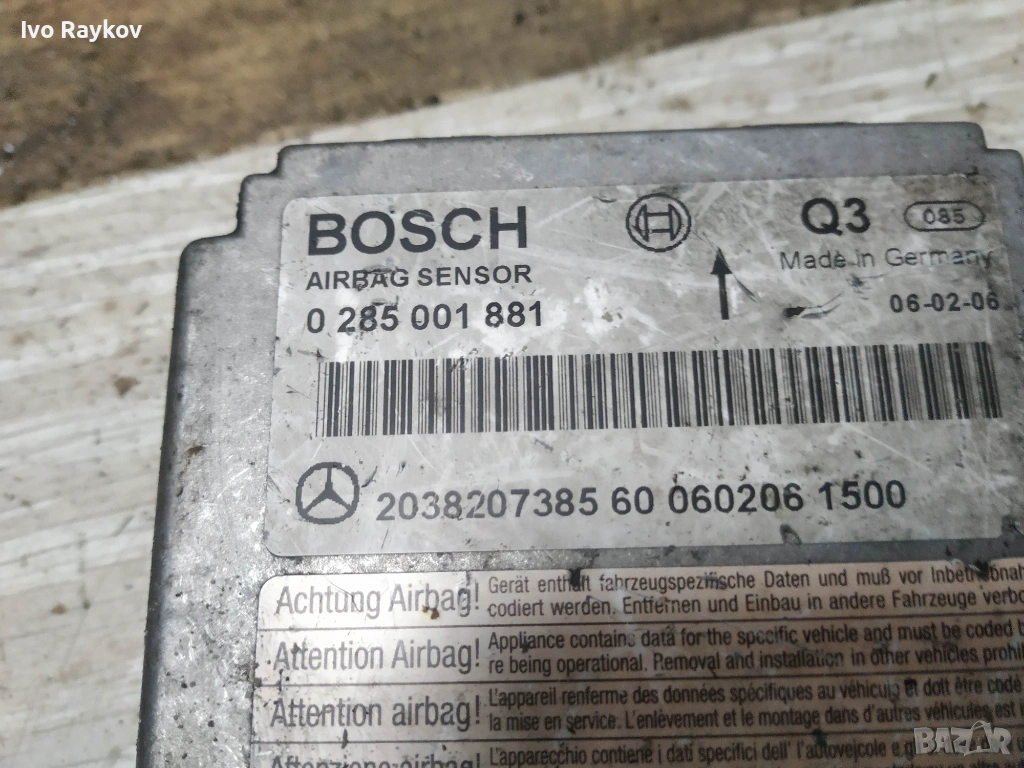 Ivo Raykov
BOSCH
Q3 085
AIRBAG SENSOR
Made in Germany
0 285 001 881
06-02-06
2038207385 60 060206 1500
Achtung Airbag! Gerät enthält fahrzeugspezifische Daten und muß vor
codiert werden. Entfernen und Einbau in andere Fahrzeuge
Attention Airbag! Appliance contains data for the specific vehicle and must be coded
re being operational. Removal and installation in other vehicles
Attention airbag! L'appareil renferme des données spécifiques au véhicule et doit être codé
la mise en service. L'enlèvement et le montage dans d'autres véhicules est
Attenzione airbag! L'apparecchio contiene i dati specifici dell' l'autoveicolo e
BAZAR